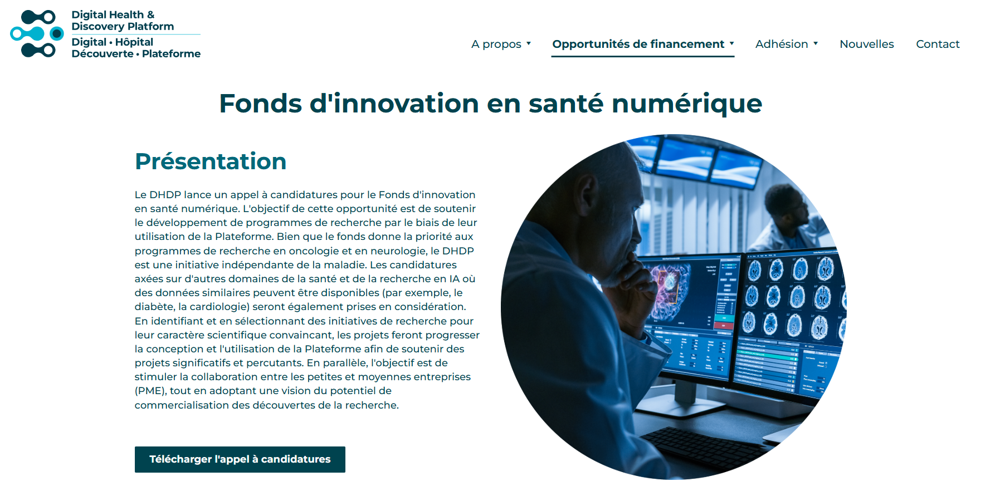 Digital Health &
Discovery Platform
Digital • Hôpital
Découverte • Plateforme
A propos
Opportunités de financement
Adhésion
Nouvelles
Contact
Fonds d'innovation en santé numérique
Présentation
Le DHDP lance un appel à candidatures pour le Fonds d'innovation
en santé numérique. L'objectif de cette opportunité est de soutenir
le développement de programmes de recherche par le biais de leur
utilisation de la Plateforme. Bien que le fonds donne la priorité aux
programmes de recherche en oncologie et en neurologie, le DHDP
est une initiative indépendante de la maladie. Les candidatures
axées sur d'autres domaines de la santé et de la recherche en IA où
des données similaires peuvent être disponibles (par exemple, le
diabète, la cardiologie) seront également prises en considération.
En identifiant et en sélectionnant des initiatives de recherche pour
leur caractère scientifique convaincant, les projets feront progresser
la conception et l'utilisation de la Plateforme afin de soutenir des
projets significatifs et percutants. En parallèle, l'objectif est de
stimuler la collaboration entre les petites et moyennes entreprises
(PME), tout en adoptant une vision du potentiel de
commercialisation des découvertes de la recherche.
Télécharger l'appel à candidatures